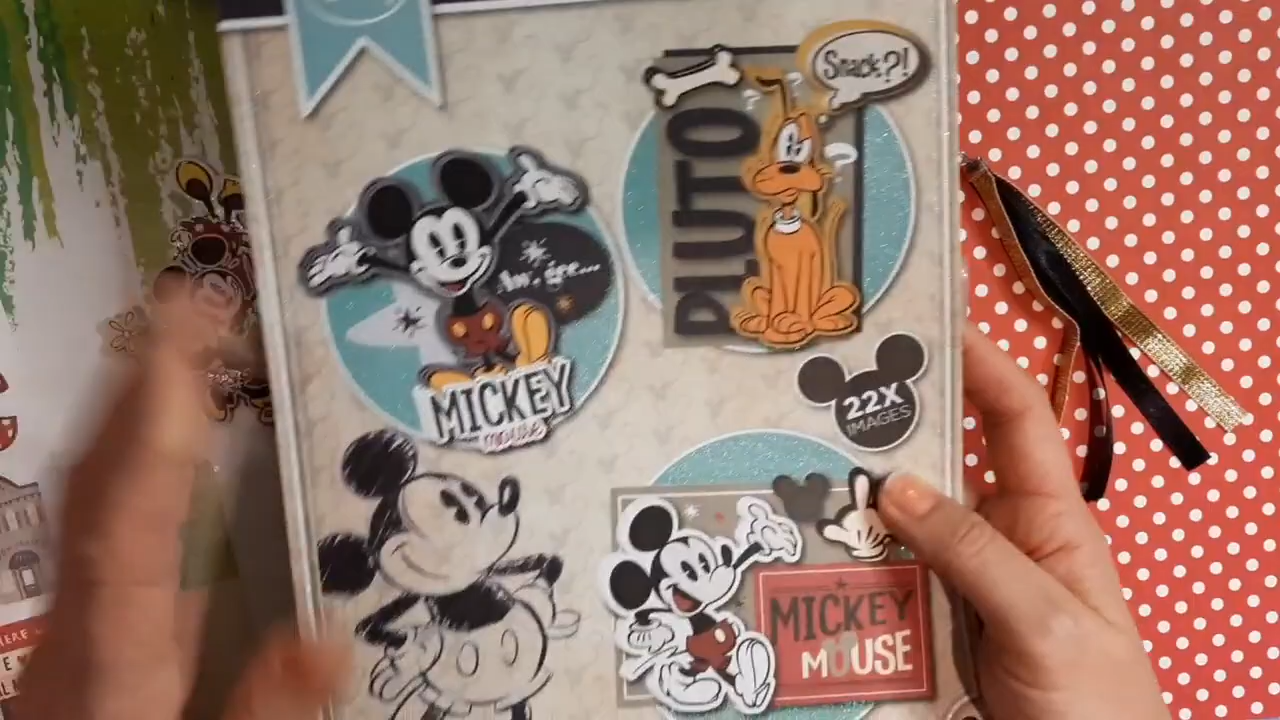 Snack?!
PLUTO
Aw, gee...
MICKEY
mouse
22X
IMAGES
MICKEY
MOUSE